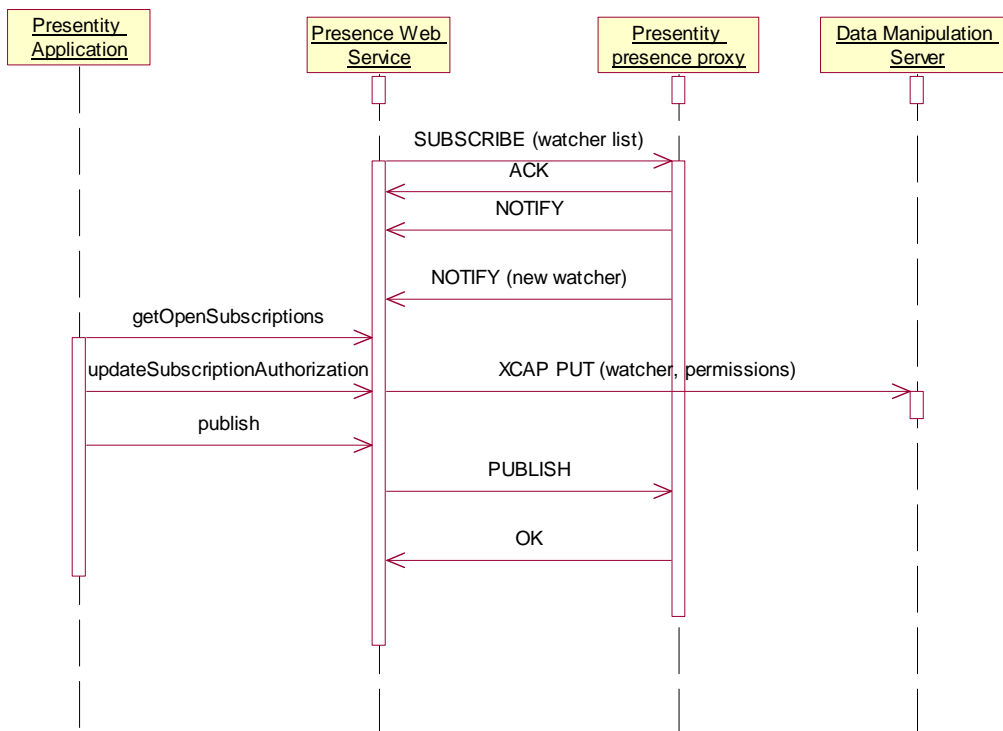 Presentity
Application
Presence Web
Service
Presentity
presence proxy
Data Manipulation
Server
SUBSCRIBE (watcher list)
ACK
NOTIFY
NOTIFY (new watcher)
getOpenSubscriptions
updateSubscriptionAuthorization
XCAP PUT (watcher, permissions)
publish
PUBLISH
OK